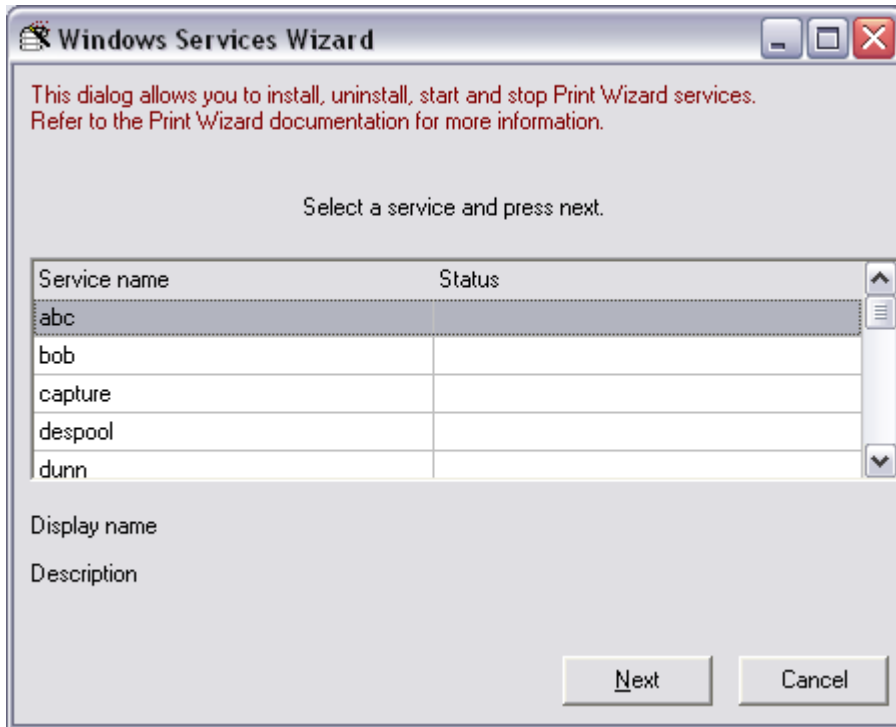 Windows Services Wizard
This dialog allows you to install, uninstall, start and stop Print Wizard services.
Refer to the Print Wizard documentation for more information.
Select a service and press next.
Service name Status
abc
bob
capture
despool
dunn
Display name
Description
Next Cancel